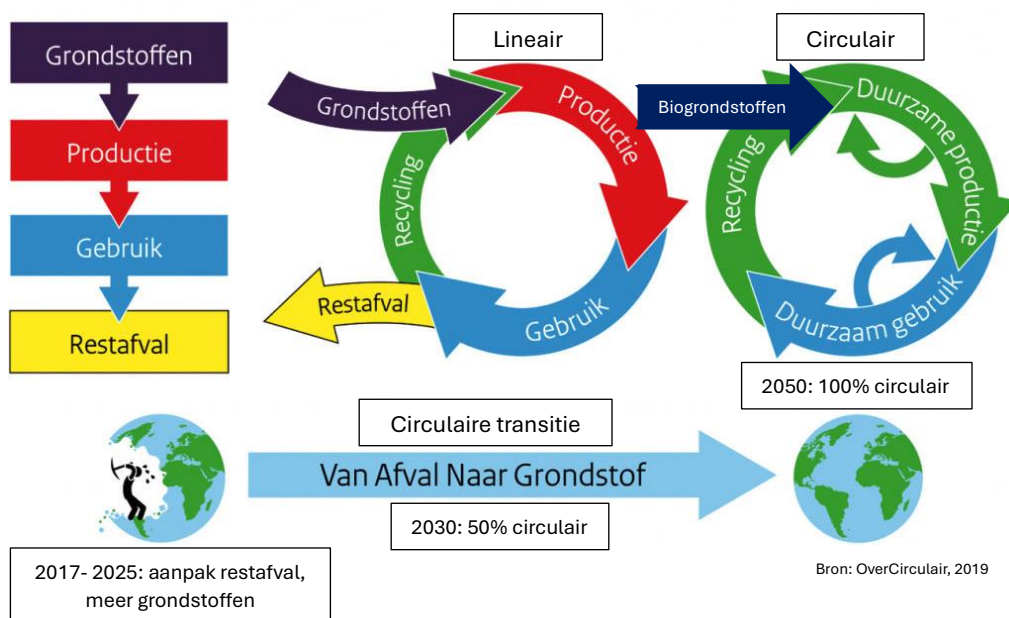 Grondstoffen
Productie
Gebruik
Restafval
Lineair
Grondstoffen
Productie
Recycling
Gebruik
Restafval
Circulair
Biogrondstoffen
Duurzame productie
Recycling
Duurzaam gebruik
2050: 100% circulair
Circulaire transitie
Van Afval Naar Grondstof
2030: 50% circulair
2017- 2025: aanpak restafval,
meer grondstoffen
Bron: OverCirculair, 2019